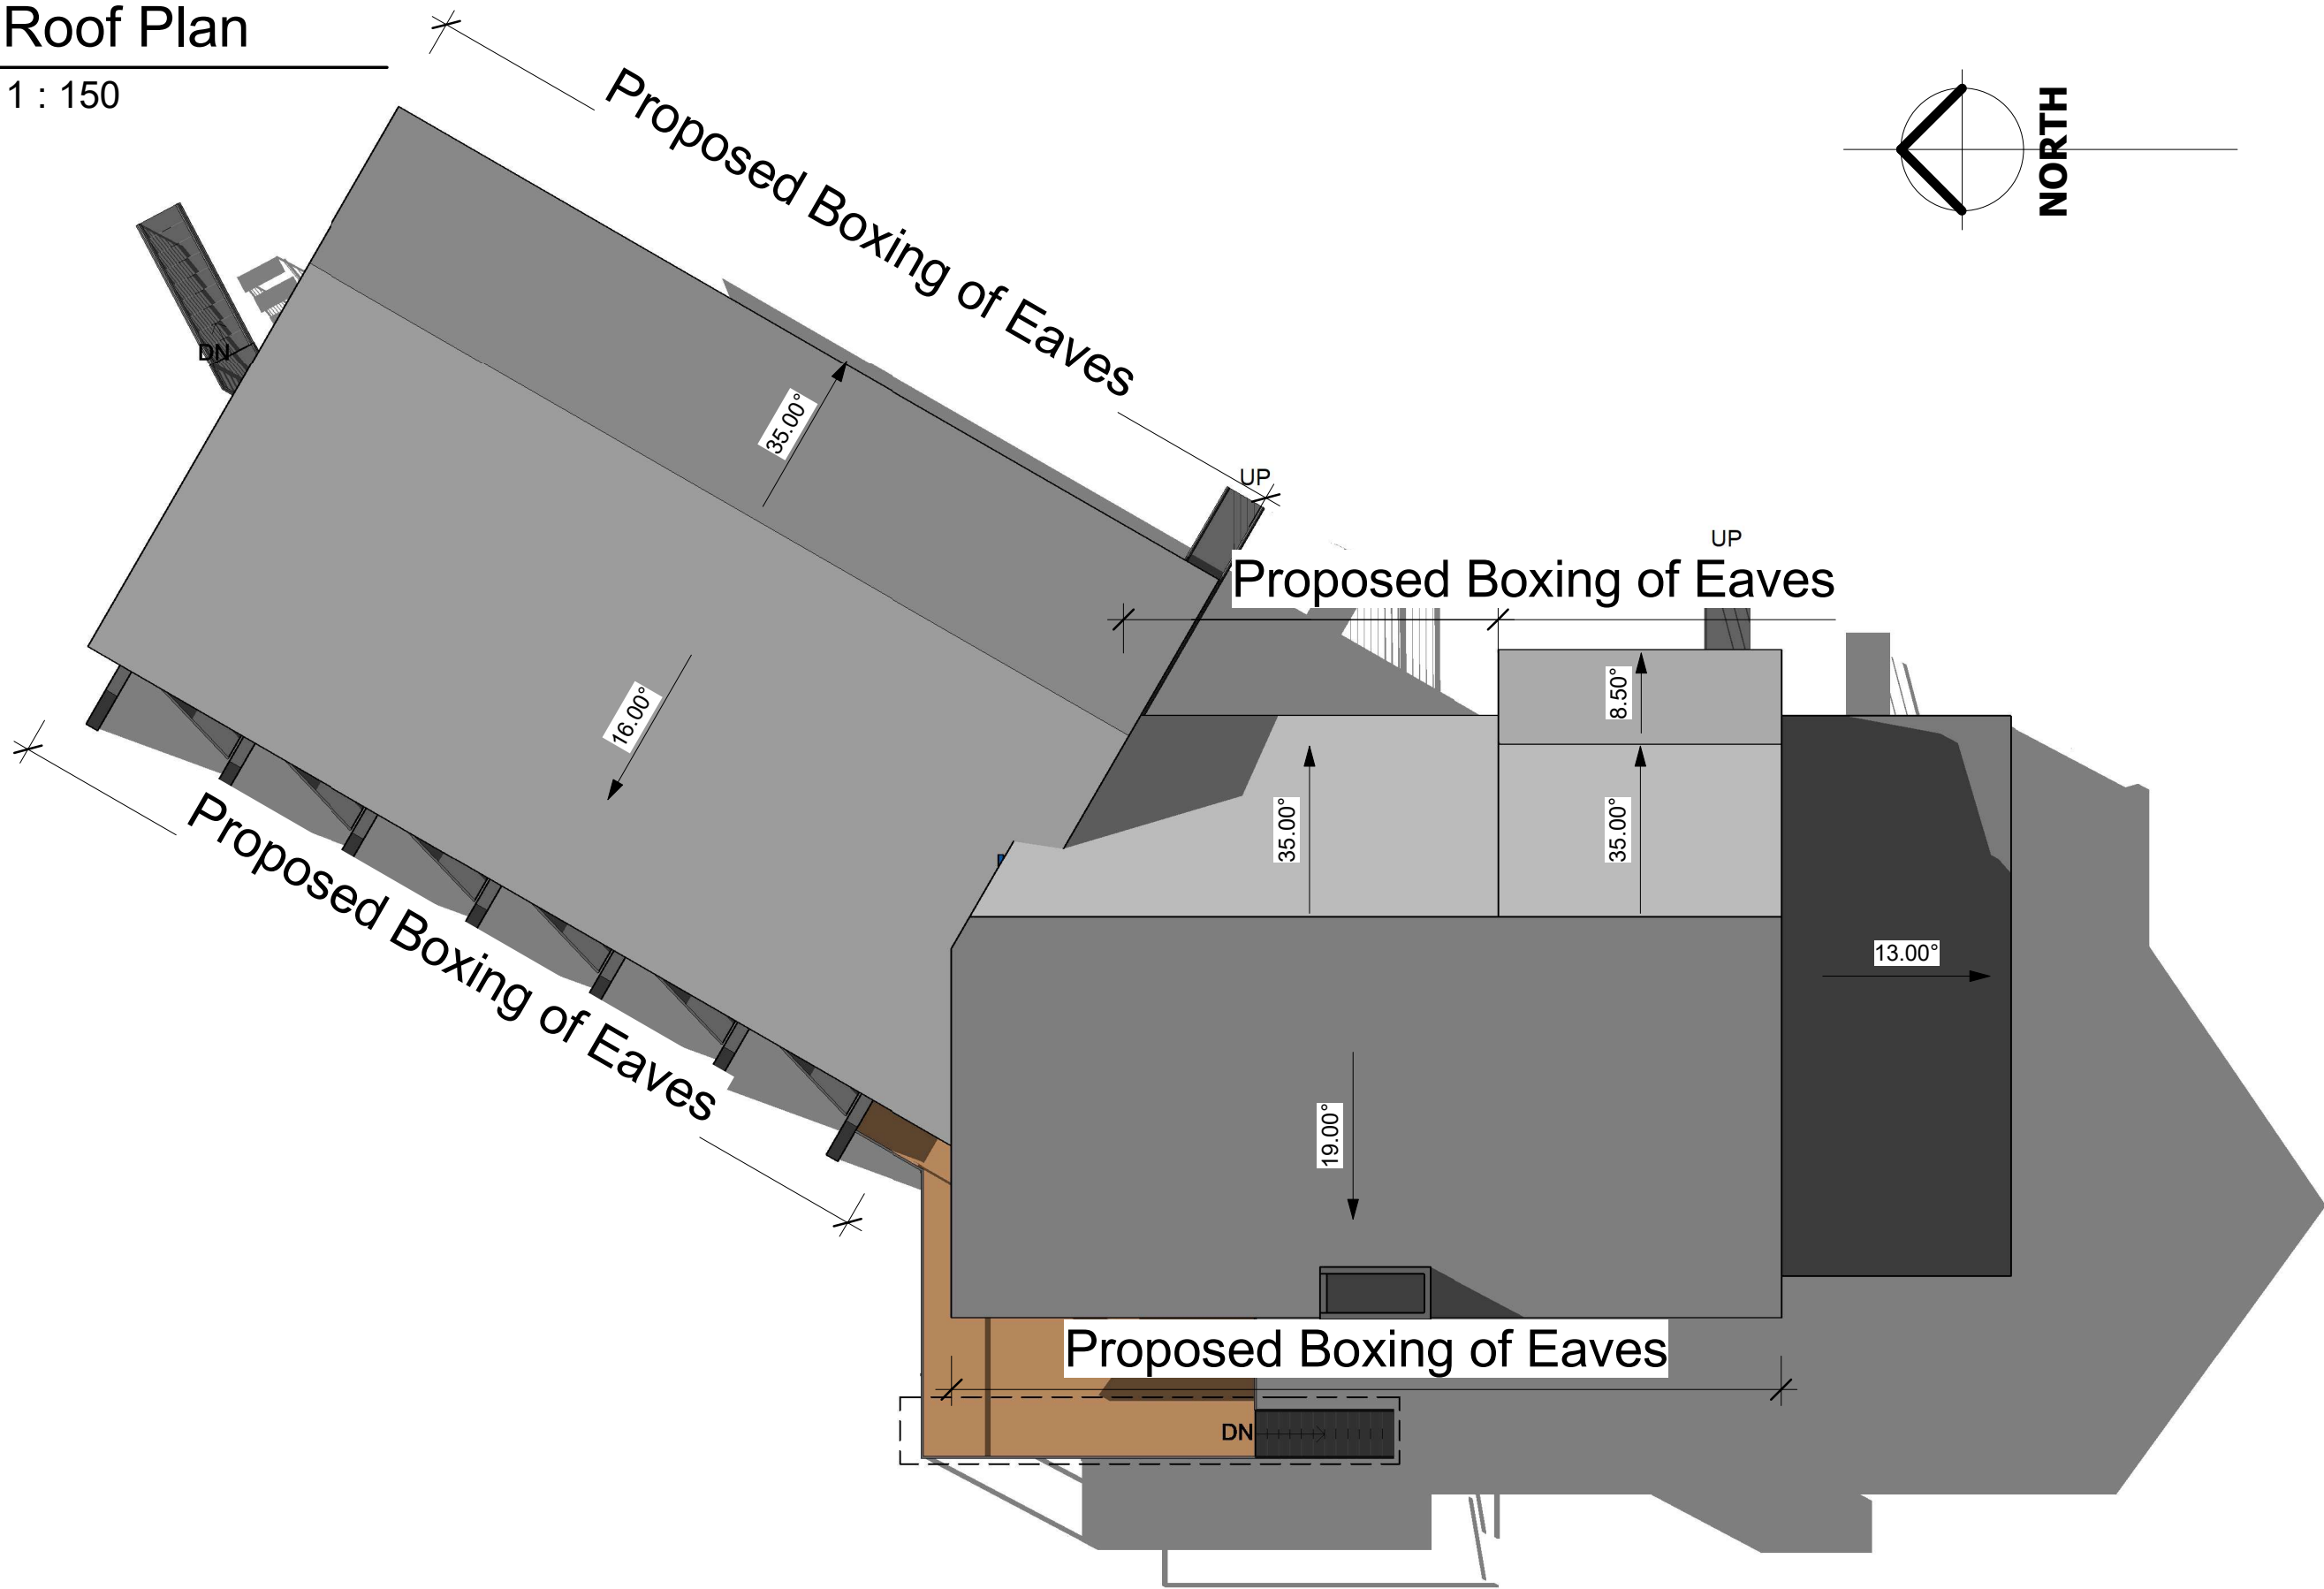 Roof Plan
1 : 150
Proposed Boxing of Eaves
NORTH
DN
35.00°
UP
UP
Proposed Boxing of Eaves
8.50°
16.00°
35.00°
35.00°
Proposed Boxing of Eaves
13.00°
19.00°
Proposed Boxing of Eaves
DN